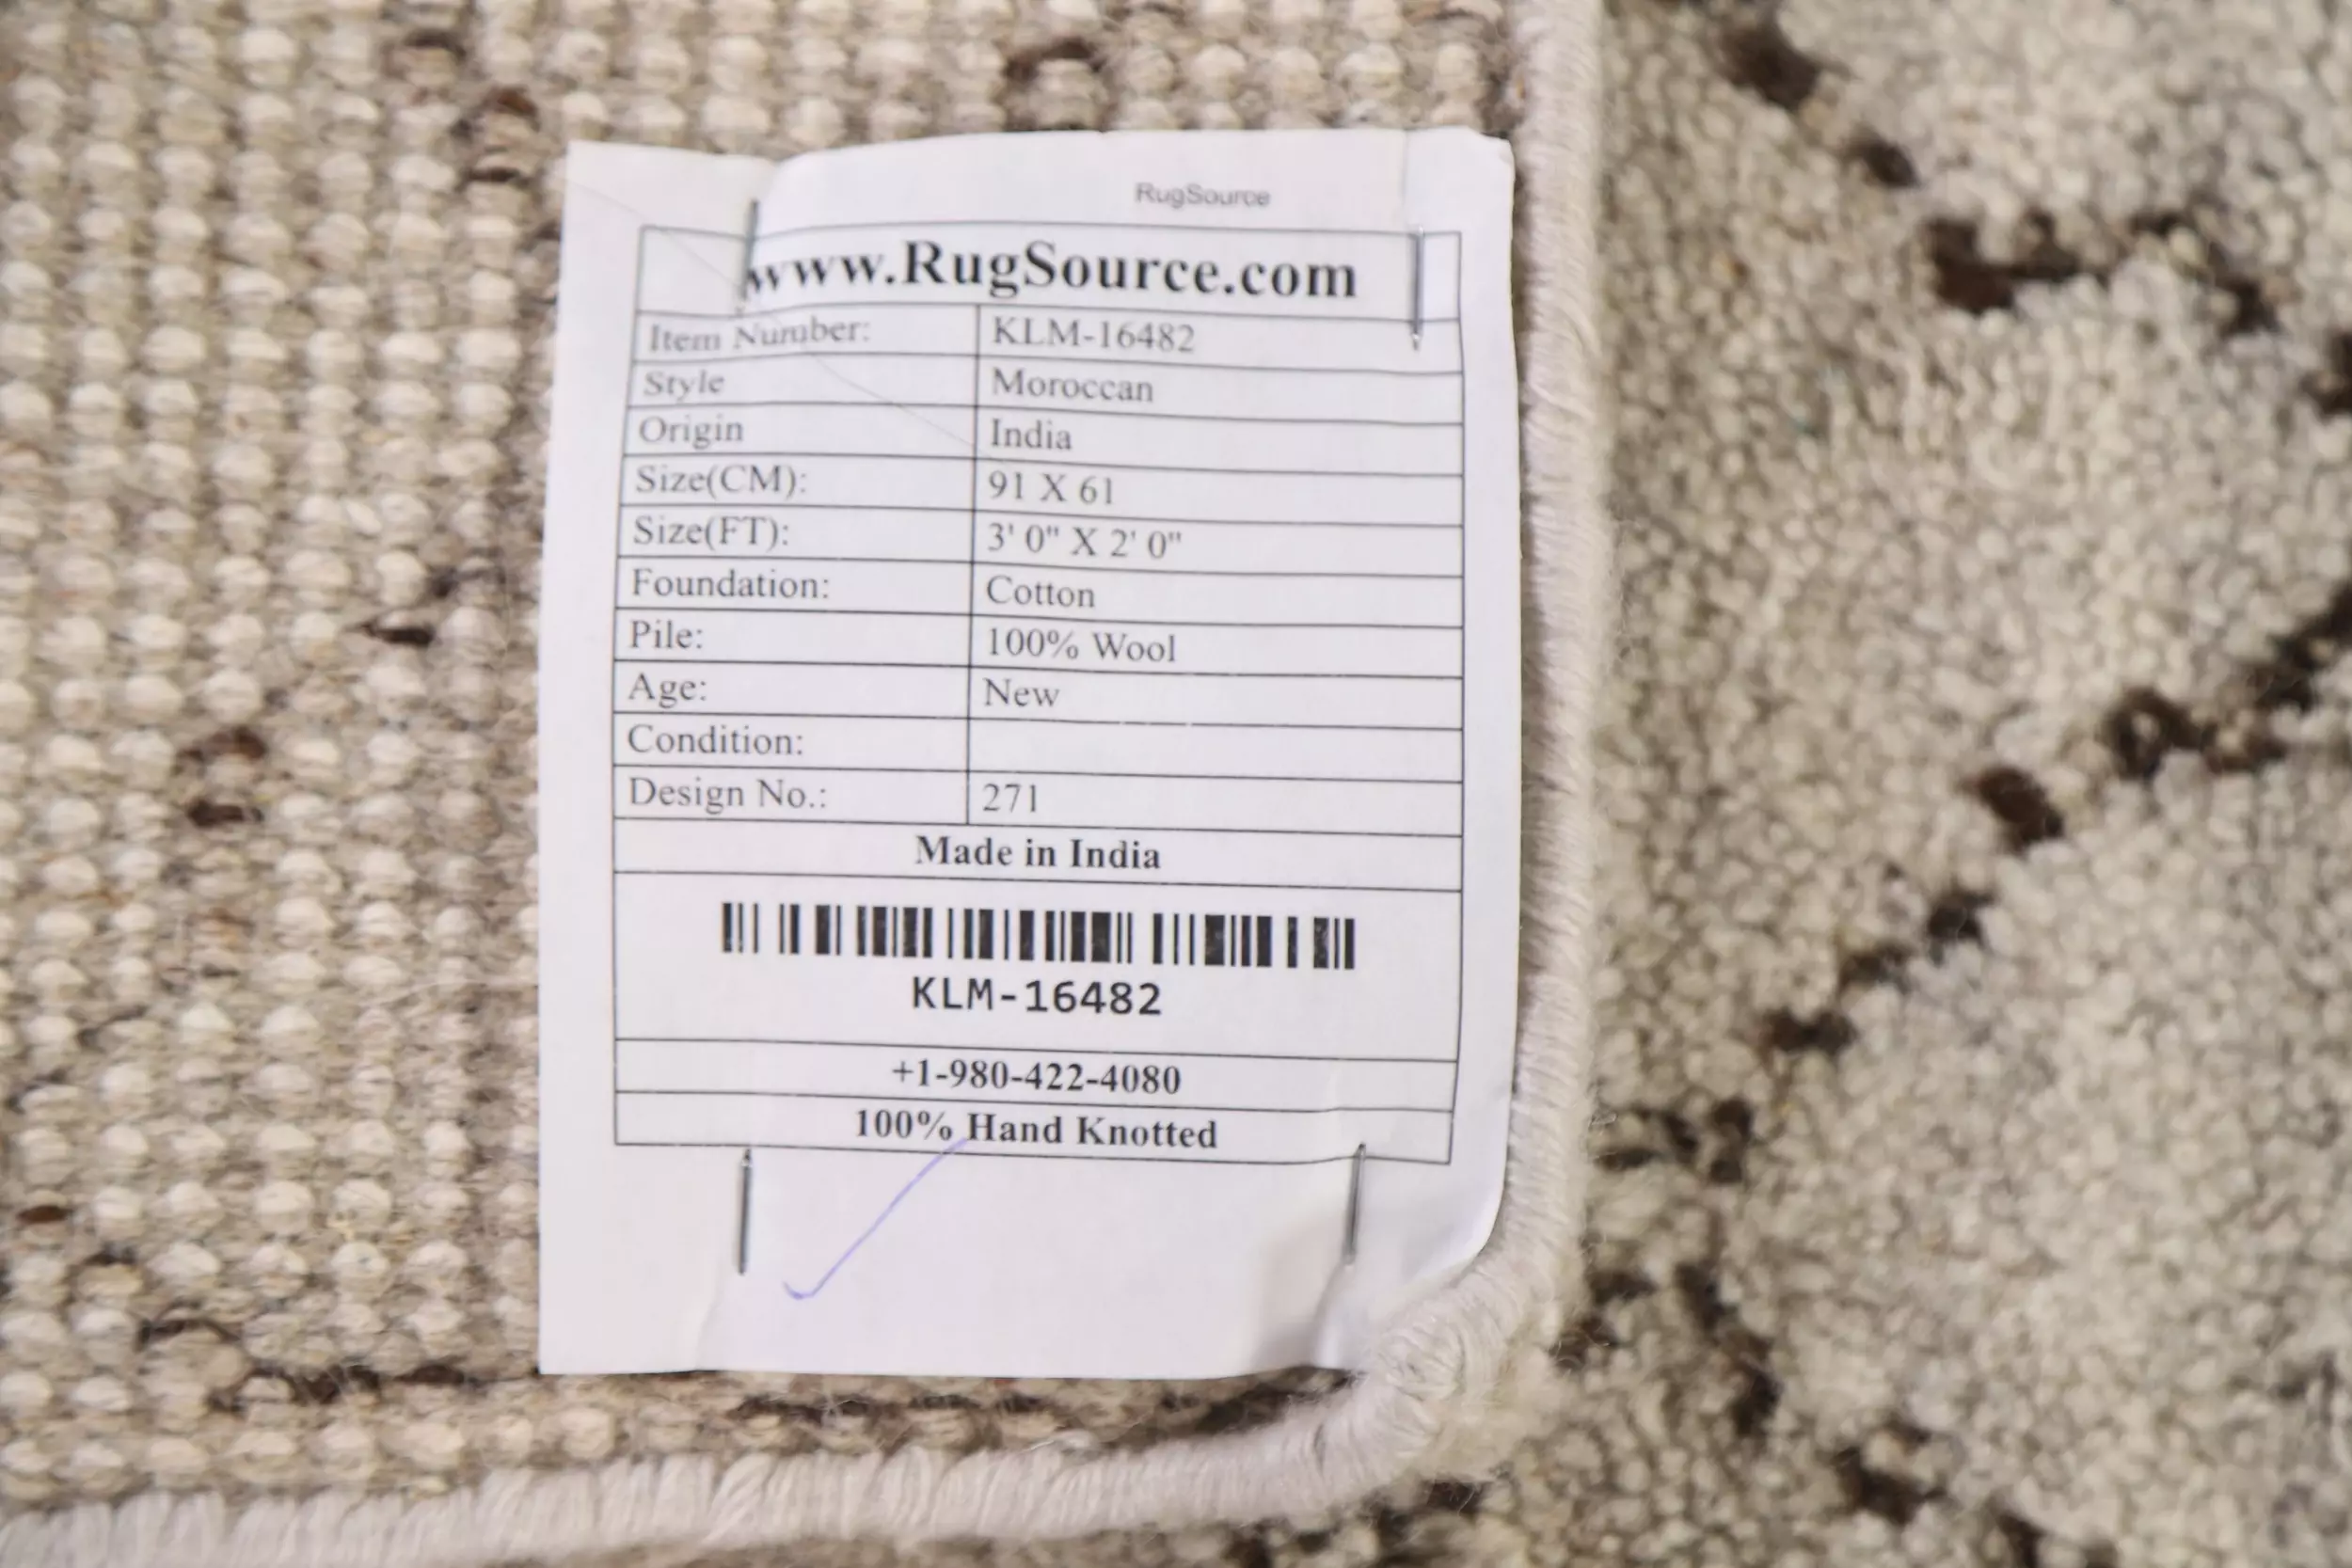 RugSource
www.RugSource.com
Item Number: KLM-16482
Style Moroccan
Origin India
Size(CM): 91 X 61
Size(FT): 3' 0" X 2' 0"
Foundation: Cotton
Pile: 100% Wool
Age: New
Condition:
Design No.: 271
Made in India
KLM-16482
+1-980-422-4080
100% Hand Knotted